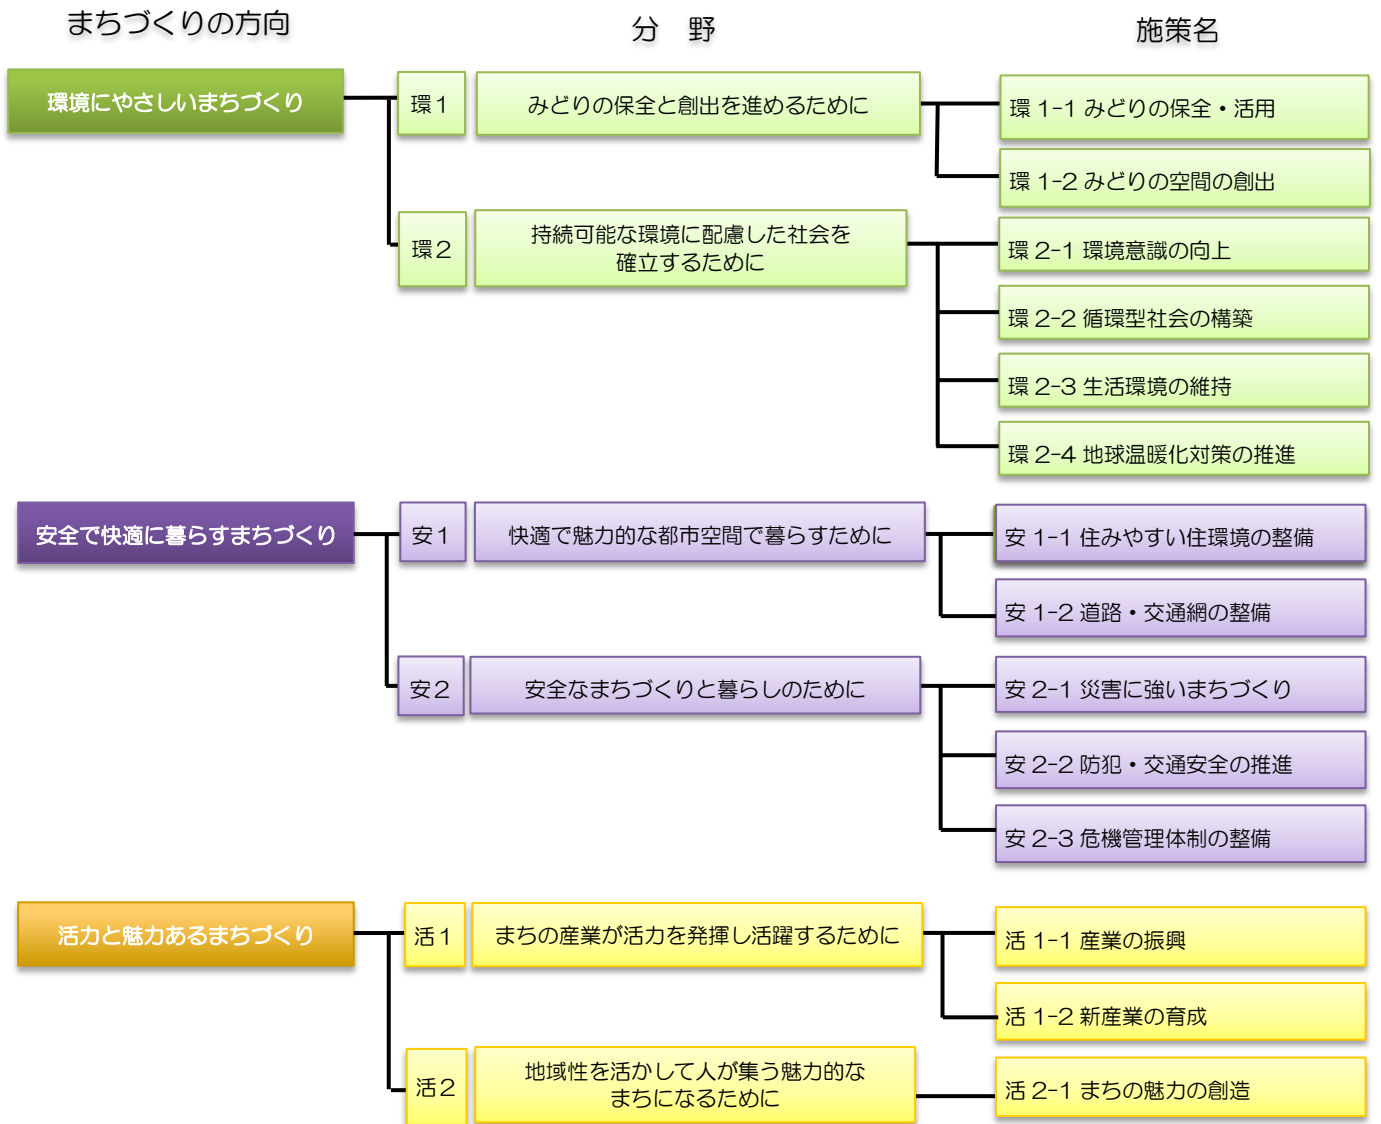 まちづくりの方向
分　野
施策名
環境にやさしいまちづくり
環1
みどりの保全と創出を進めるために
環 1-1 みどりの保全・活用
環 1-2 みどりの空間の創出
環2
持続可能な環境に配慮した社会を
確立するために
環 2-1 環境意識の向上
環 2-2 循環型社会の構築
環 2-3 生活環境の維持
環 2-4 地球温暖化対策の推進
安全で快適に暮らすまちづくり
安1
快適で魅力的な都市空間で暮らすために
安 1-1 住みやすい住環境の整備
安 1-2 道路・交通網の整備
安2
安全なまちづくりと暮らしのために
安 2-1 災害に強いまちづくり
安 2-2 防犯・交通安全の推進
安 2-3 危機管理体制の整備
活力と魅力あるまちづくり
活1
まちの産業が活力を発揮し活躍するために
活 1-1 産業の振興
活 1-2 新産業の育成
活2
地域性を活かして人が集う魅力的な
まちになるために
活 2-1 まちの魅力の創造